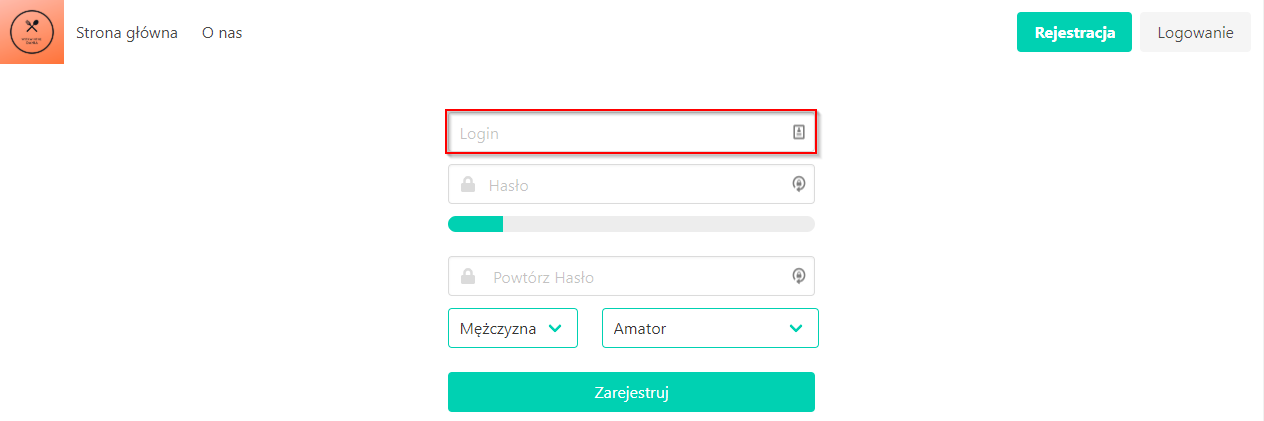 Strona główna O nas Rejestracja Logowanie
Login
Hasło
Powtórz Hasło
Mężczyzna Amator
Zarejestruj